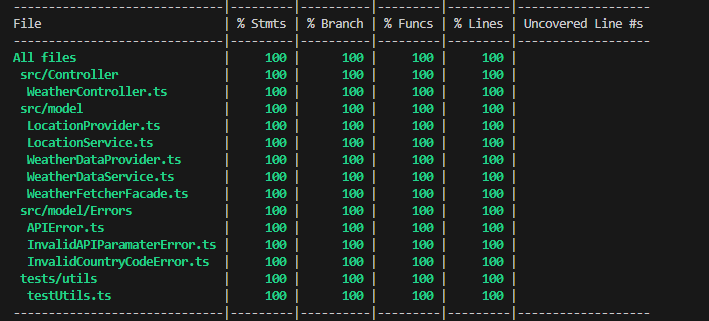 -----------------------------|---------|----------|---------|---------|-------------------
File                         | % Stmts | % Branch | % Funcs | % Lines | Uncovered Line #s
-----------------------------|---------|----------|---------|---------|-------------------
All files                    |     100 |      100 |     100 |     100 |
 src/Controller              |     100 |      100 |     100 |     100 |
  WeatherController.ts       |     100 |      100 |     100 |     100 |
 src/model                   |     100 |      100 |     100 |     100 |
  LocationProvider.ts        |     100 |      100 |     100 |     100 |
  LocationService.ts         |     100 |      100 |     100 |     100 |
  WeatherDataProvider.ts     |     100 |      100 |     100 |     100 |
  WeatherDataService.ts      |     100 |      100 |     100 |     100 |
  WeatherFetcherFacade.ts    |     100 |      100 |     100 |     100 |
 src/model/Errors            |     100 |      100 |     100 |     100 |
  APIError.ts                |     100 |      100 |     100 |     100 |
  InvalidAPIParamaterError.ts |     100 |      100 |     100 |     100 |
  InvalidCountryCodeError.ts |     100 |      100 |     100 |     100 |
 tests/utils                 |     100 |      100 |     100 |     100 |
  testUtils.ts               |     100 |      100 |     100 |     100 |
-----------------------------|---------|----------|---------|---------|-------------------